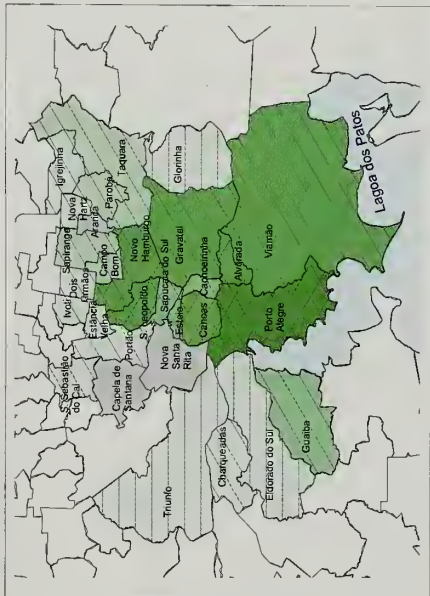 S. Sebastião
do Caí
Capela de
Santana
Portão
Nova
Santa
Rita
Ivoti
Dois
Irmãos
Estância
Velha
Sapiranga
Campo
Bom
Nova
Hartz
Araricá
Parobé
Igrejinha
Taquara
Novo
Hamburgo
S. Leopoldo
Sapucaia do Sul
Esteio
Canoas
Cachoeirinha
Gravataí
Glorinha
Alvorada
Viamão
Porto
Alegre
Triunfo
Charqueadas
Eldorado do Sul
Guaíba
Lagoa dos Patos